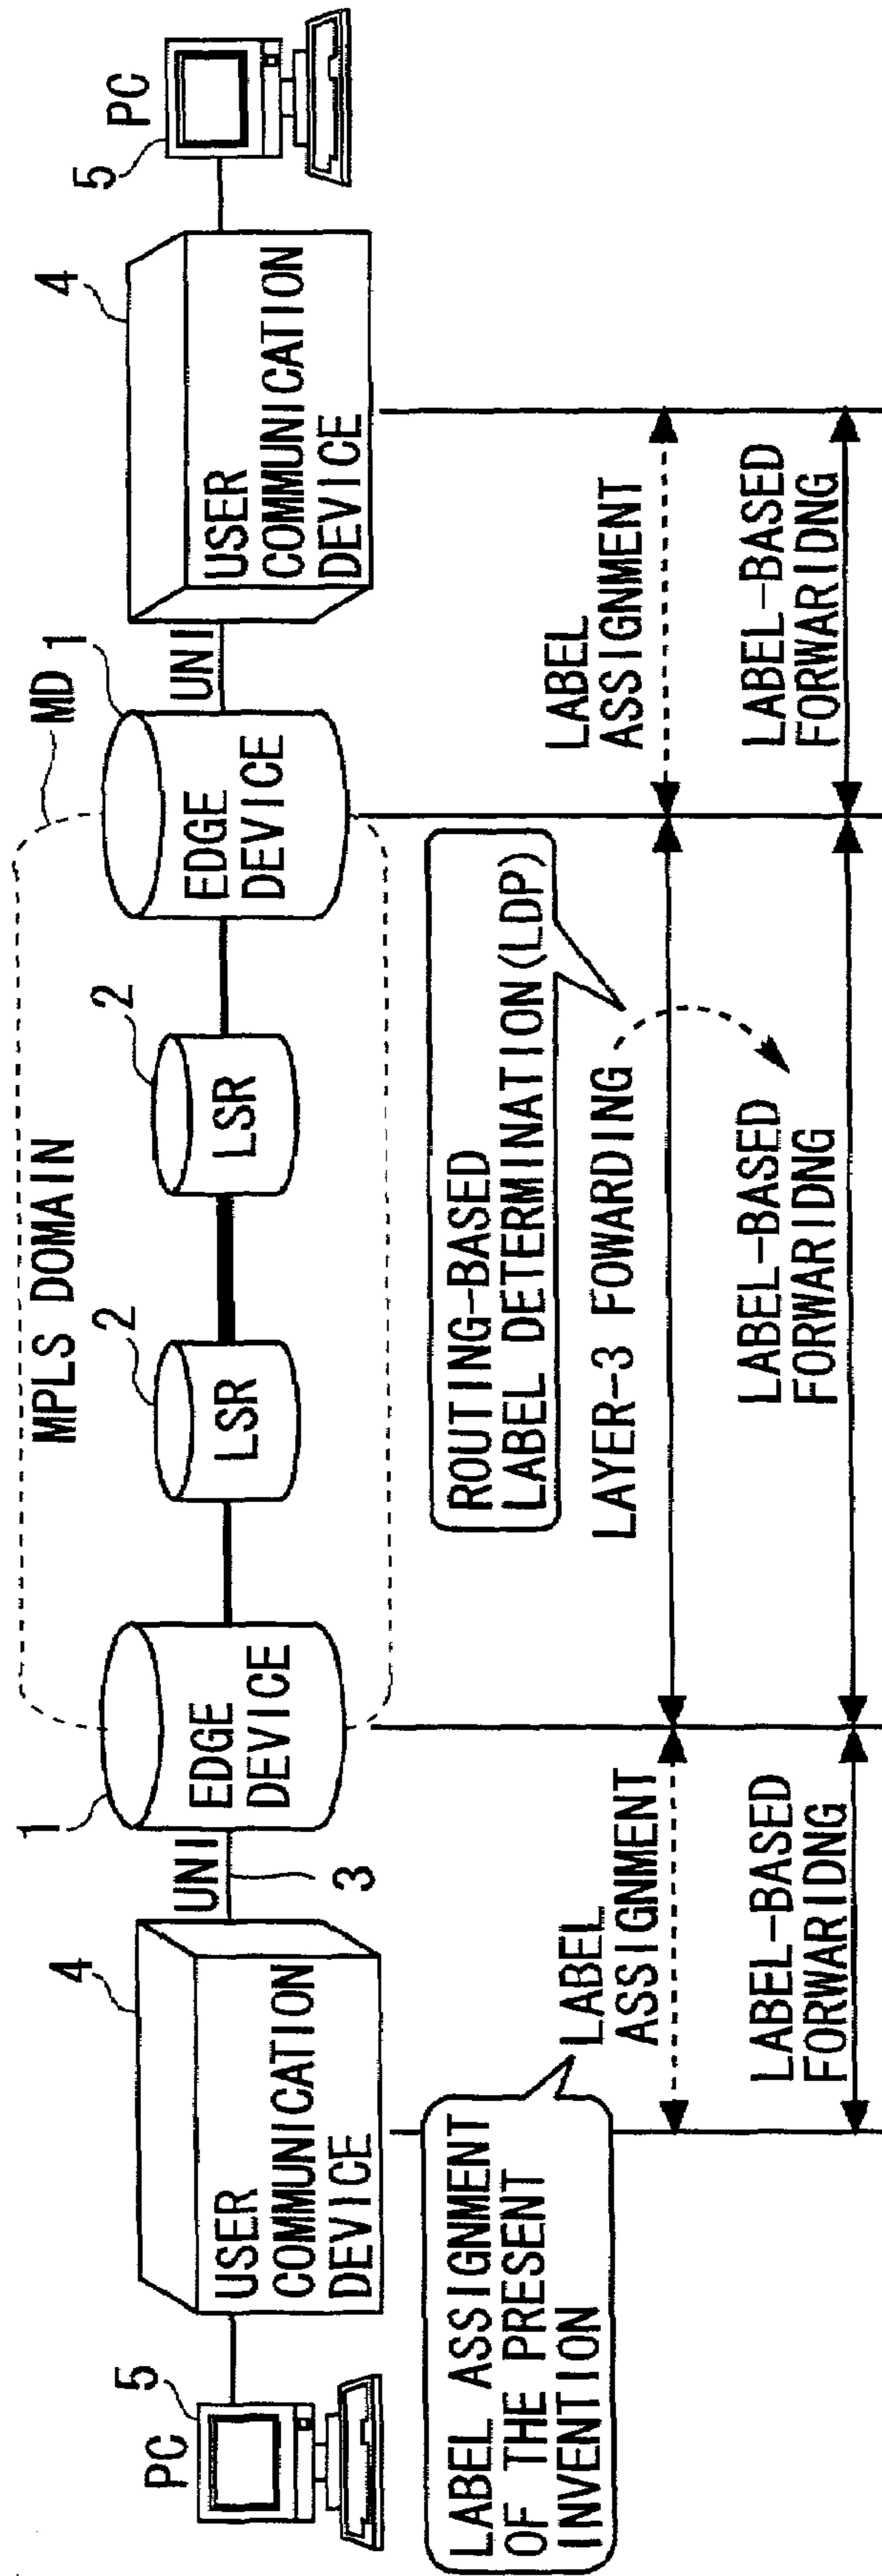 MPLS DOMAIN
MD
PC
5
4
USER
COMMUNICATION
DEVICE
UNI
3
1
EDGE
DEVICE
2
LSR
2
LSR
1
EDGE
DEVICE
UNI
4
USER
COMMUNICATION
DEVICE
5
PC
LABEL ASSIGNMENT
OF THE PRESENT
INVENTION
LABEL
ASSIGNMENT
LABEL-BASED
FORWARIDNG
ROUTING-BASED
LABEL DETERMINATION(LDP)
LAYER-3 FOWARDING
LABEL-BASED
FORWARIDNG
LABEL
ASSIGNMENT
LABEL-BASED
FORWARIDNG